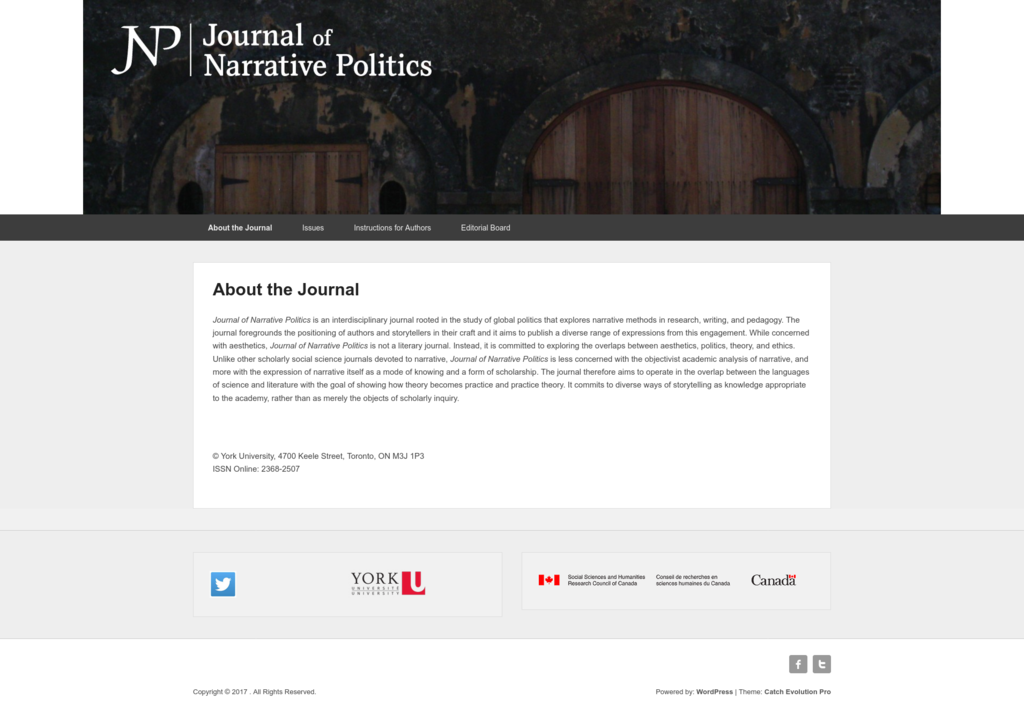 JNP
Journal of
Narrative Politics
About the Journal
Issues
Instructions for Authors
Editorial Board
About the Journal
Journal of Narrative Politics is an interdisciplinary journal rooted in the study of global politics that explores narrative methods in research, writing, and pedagogy. The
journal foregrounds the positioning of authors and storytellers in their craft and it aims to publish a diverse range of expressions from this engagement. While concerned
with aesthetics, Journal of Narrative Politics is not a literary journal. Instead, it is committed to exploring the overlaps between aesthetics, politics, theory, and ethics.
Unlike other scholarly social science journals devoted to narrative, Journal of Narrative Politics is less concerned with the objectivist academic analysis of narrative, and
more with the expression of narrative itself as a mode of knowing and a form of scholarship. The journal therefore aims to operate in the overlap between the languages
of science and literature with the goal of showing how theory becomes practice and practice theory. It commits to diverse ways of storytelling as knowledge appropriate
to the academy, rather than as merely the objects of scholarly inquiry.
© York University, 4700 Keele Street, Toronto, ON M3J 1P3
ISSN Online: 2368-2507
YORK U
UNIVERSITÉ
UNIVERSITY
Social Sciences and Humanities
Research Council of Canada
Conseil de recherches en
sciences humaines du Canada
Canada
Copyright © 2017 . All Rights Reserved.
Powered by: WordPress | Theme: Catch Evolution Pro